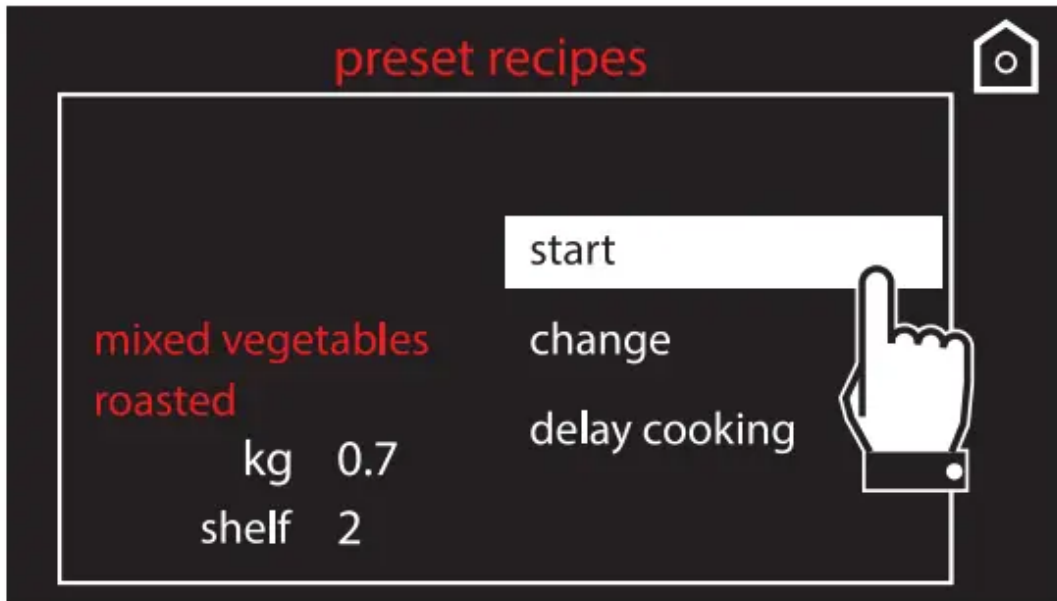 preset recipes
start
mixed vegetables
roasted
change
delay cooking
kg 0.7
shelf 2